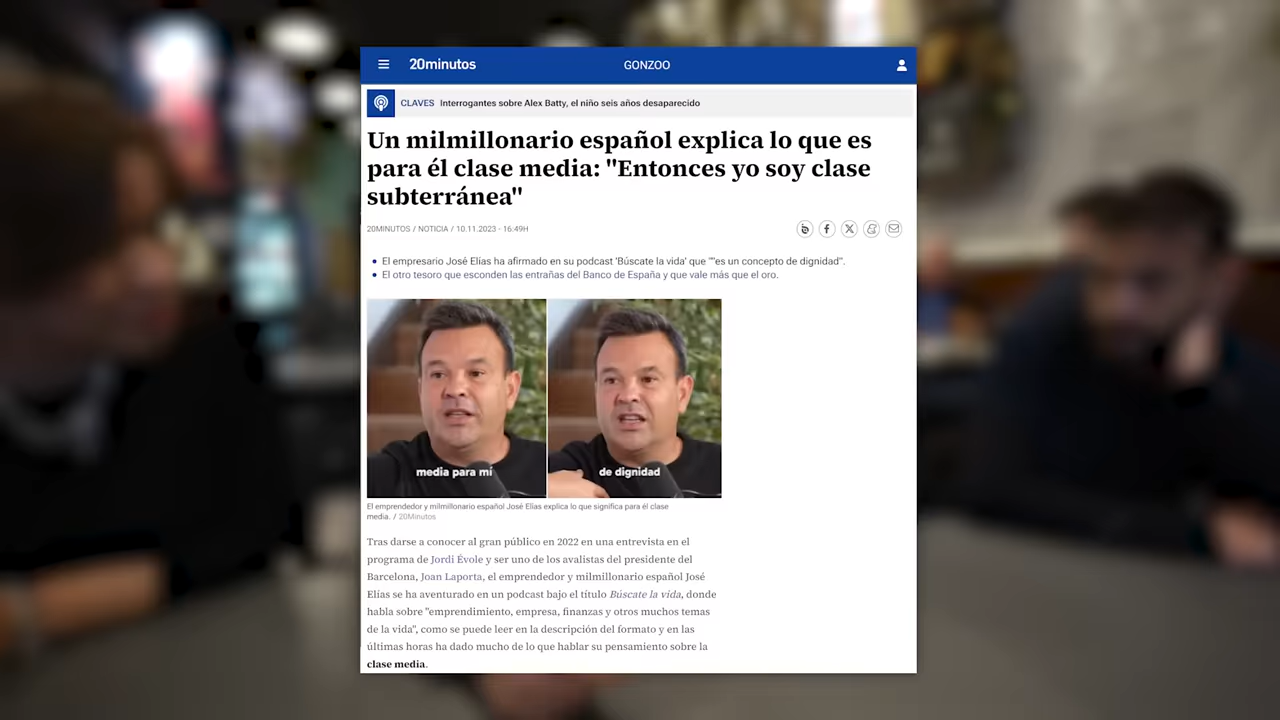 20minutos
GONZOO
CLAVES Interrogantes sobre Alex Batty, el niño seis años desaparecido
Un milmillonario español explica lo que es
para él clase media: "Entonces yo soy clase
subterránea"
20MINUTOS / NOTICIA / 10.11.2023 - 16:49H
El empresario José Elías ha afirmado en su podcast 'Búscate la vida' que ""es un concepto de dignidad".
El otro tesoro que esconden las entrañas del Banco de España y que vale más que el oro.
media para mí
de dignidad
El emprendedor y milmillonario español José Elías explica lo que significa para él clase
media. / 20Minutos
Tras darse a conocer al gran público en 2022 en una entrevista en el
programa de Jordi Évole y ser uno de los avalistas del presidente del
Barcelona, Joan Laporta, el emprendedor y milmillonario español José
Elías se ha aventurado en un podcast bajo el título Búscate la vida, donde
habla sobre "emprendimiento, empresa, finanzas y otros muchos temas
de la vida", como se puede leer en la descripción del formato y en las
últimas horas ha dado mucho de lo que hablar su pensamiento sobre la
clase media.